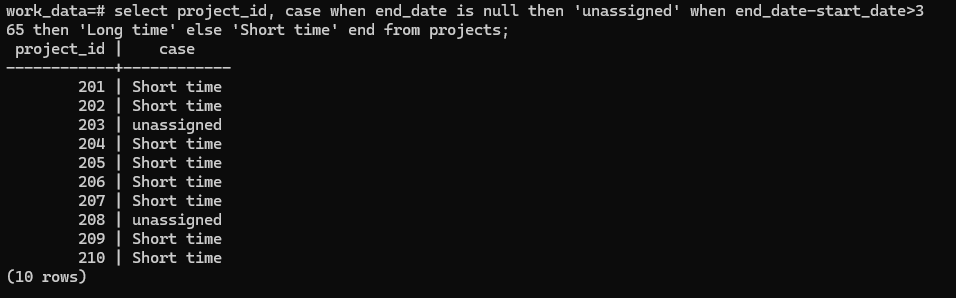 work_data=# select project_id, case when end_date is null then 'unassigned' when end_date-start_date>3
65 then 'Long time' else 'Short time' end from projects;
 project_id |    case
------------+------------
        201 | Short time
        202 | Short time
        203 | unassigned
        204 | Short time
        205 | Short time
        206 | Short time
        207 | Short time
        208 | unassigned
        209 | Short time
        210 | Short time
(10 rows)